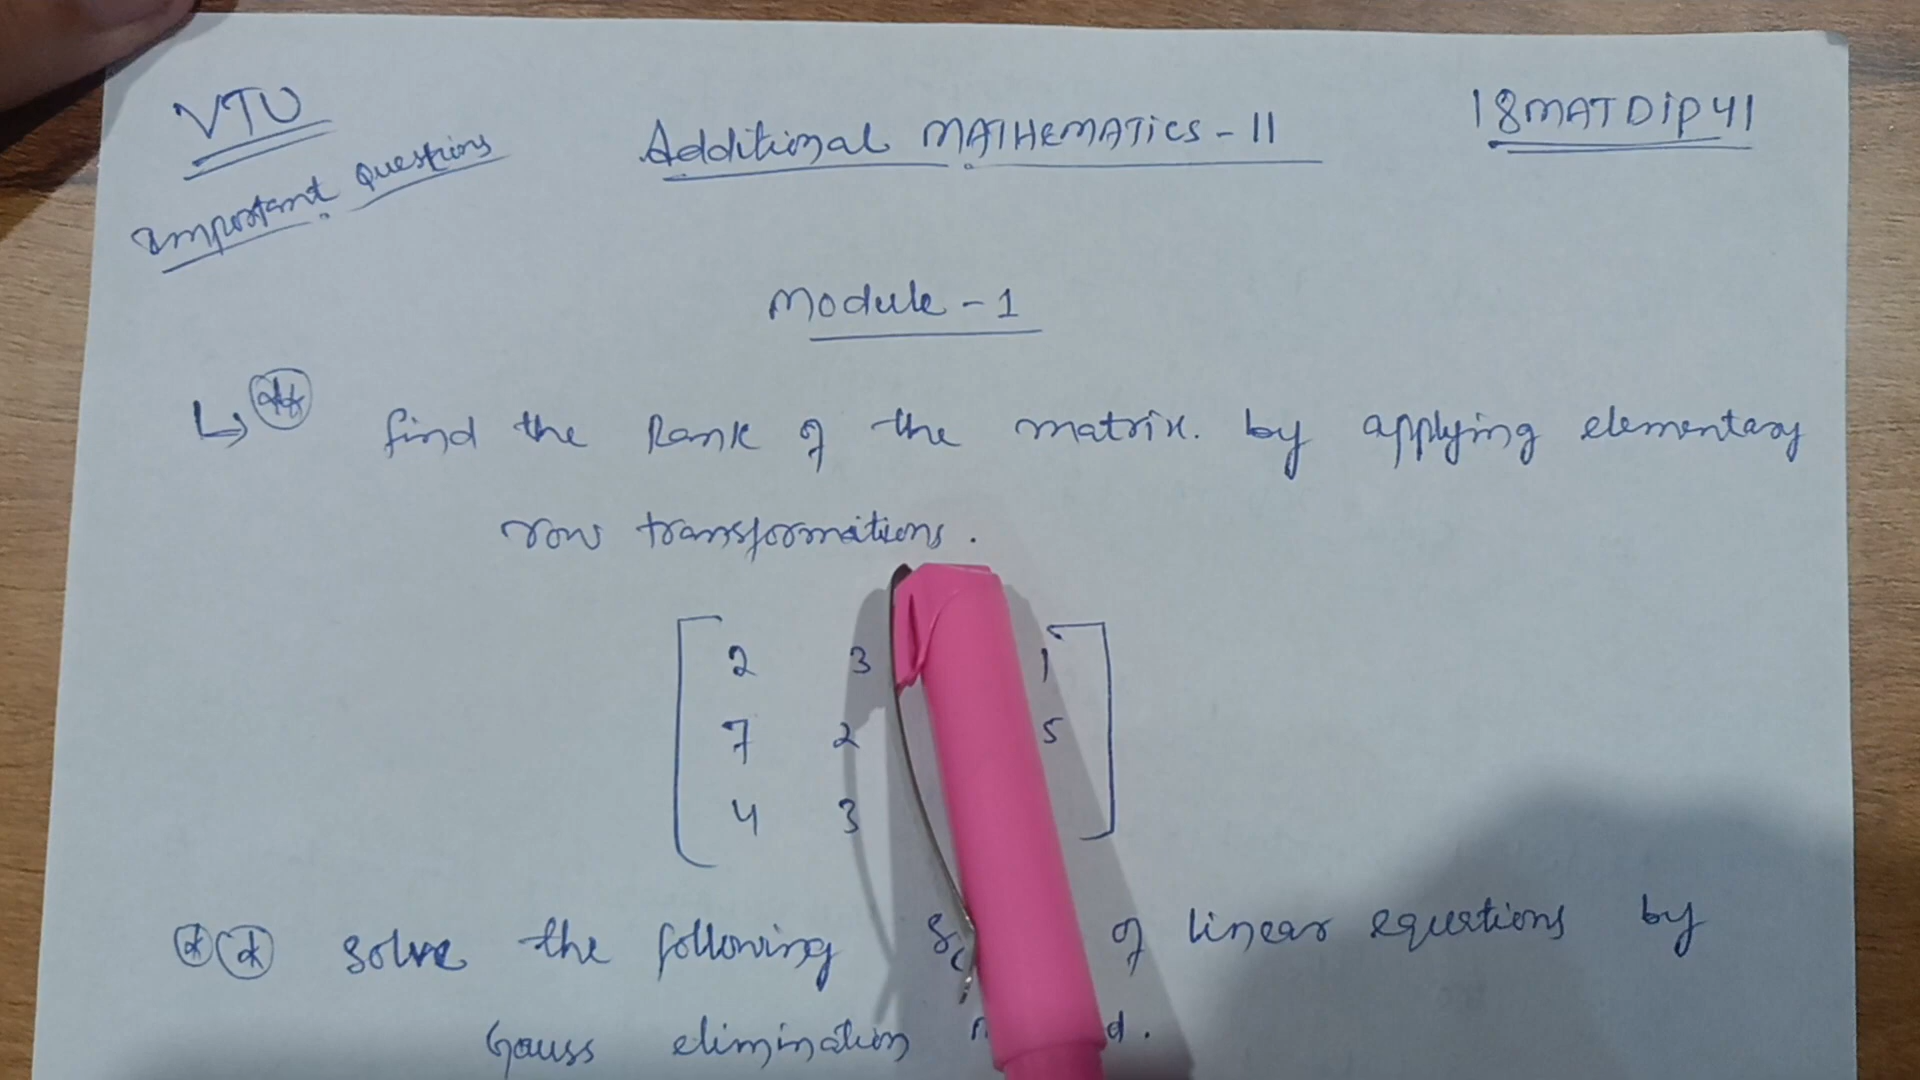 VTU
Important Questions
Additional MATHEMATICS - II
18MATDIP41
Module - 1
find the Rank of the matrix. by applying elementary
row transformations.
2 3 1
7 2 5
4 3
solve the following of linear equations by
Gauss elimination